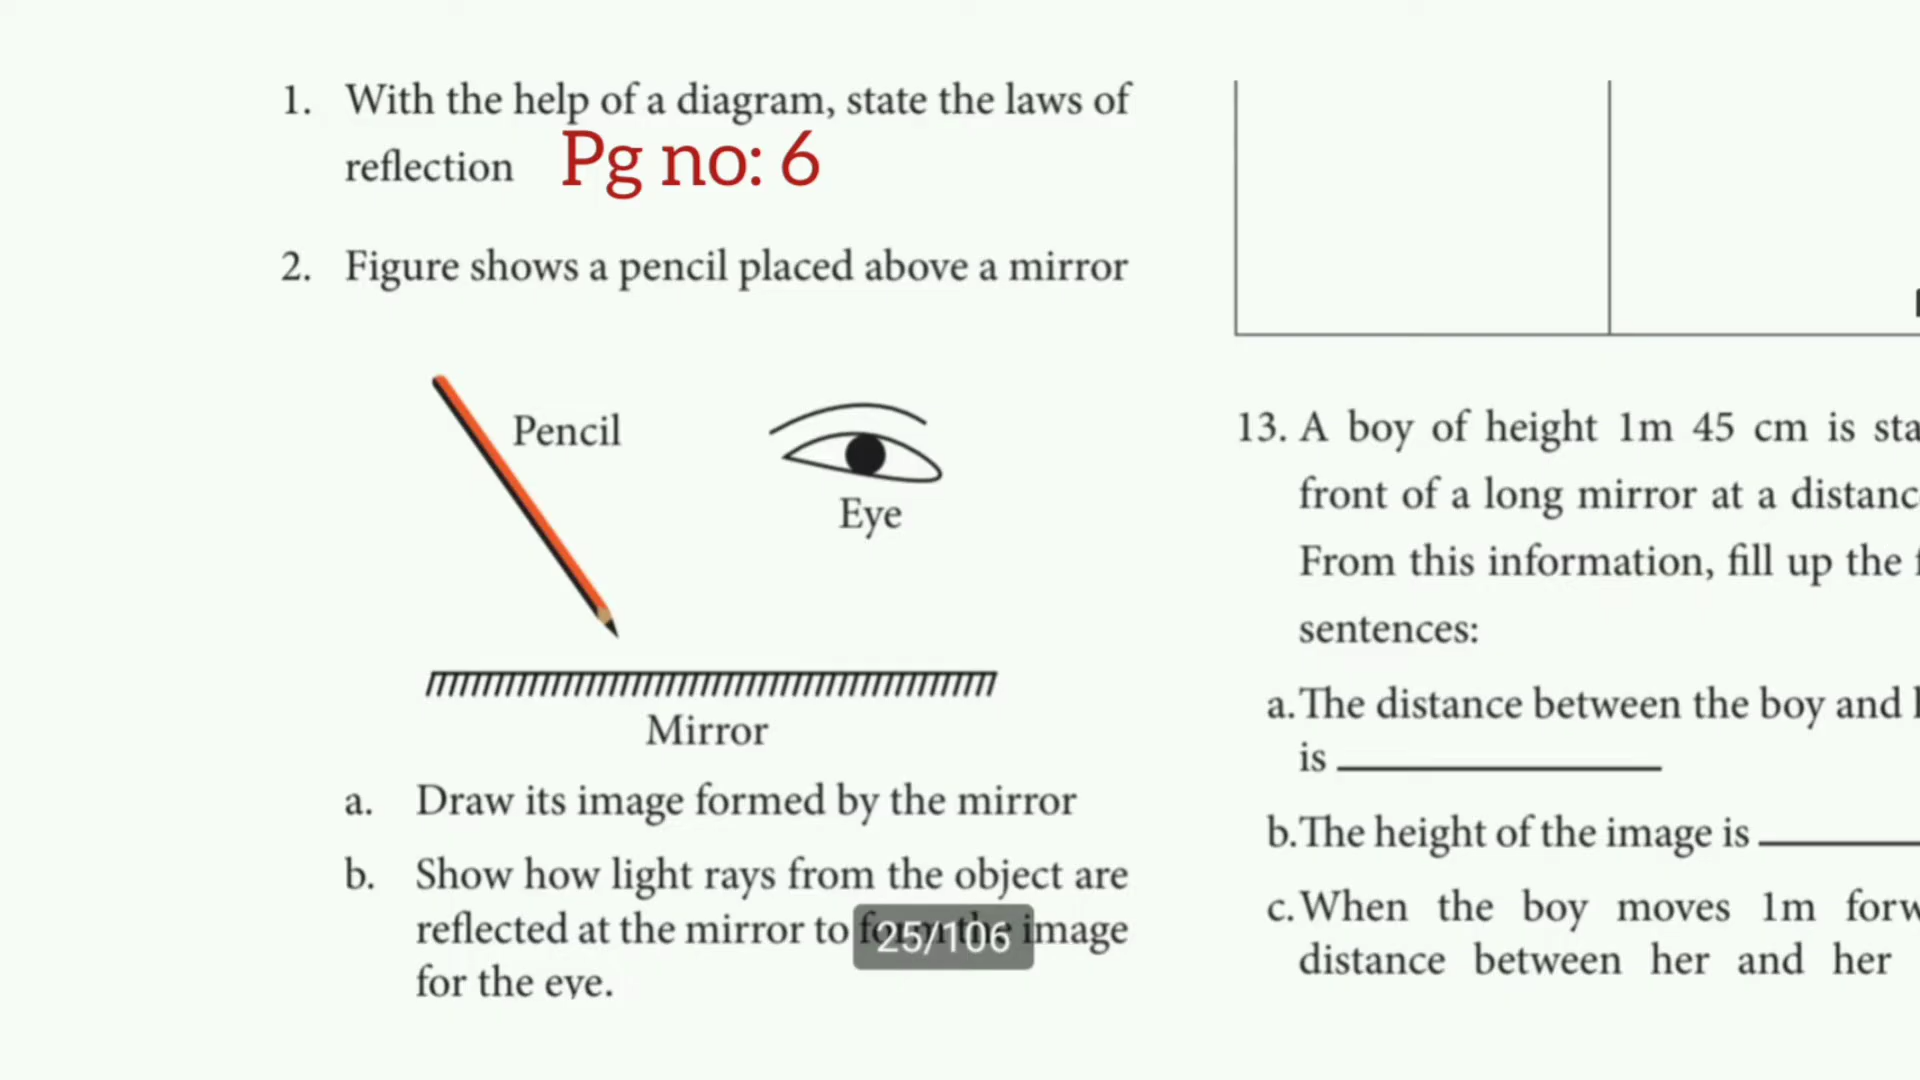 1. With the help of a diagram, state the laws of
reflection Pg no: 6
2. Figure shows a pencil placed above a mirror
Pencil
Eye
Mirror
a. Draw its image formed by the mirror
b. Show how light rays from the object are
reflected at the mirror to form the image
for the eye.
25/106
13. A boy of height 1m 45 cm is
front of a long mirror at a
From this information, fill up the
sentences:
a.The distance between the boy and
is
b.The height of the image is
c.When the boy moves 1m
distance between her and her